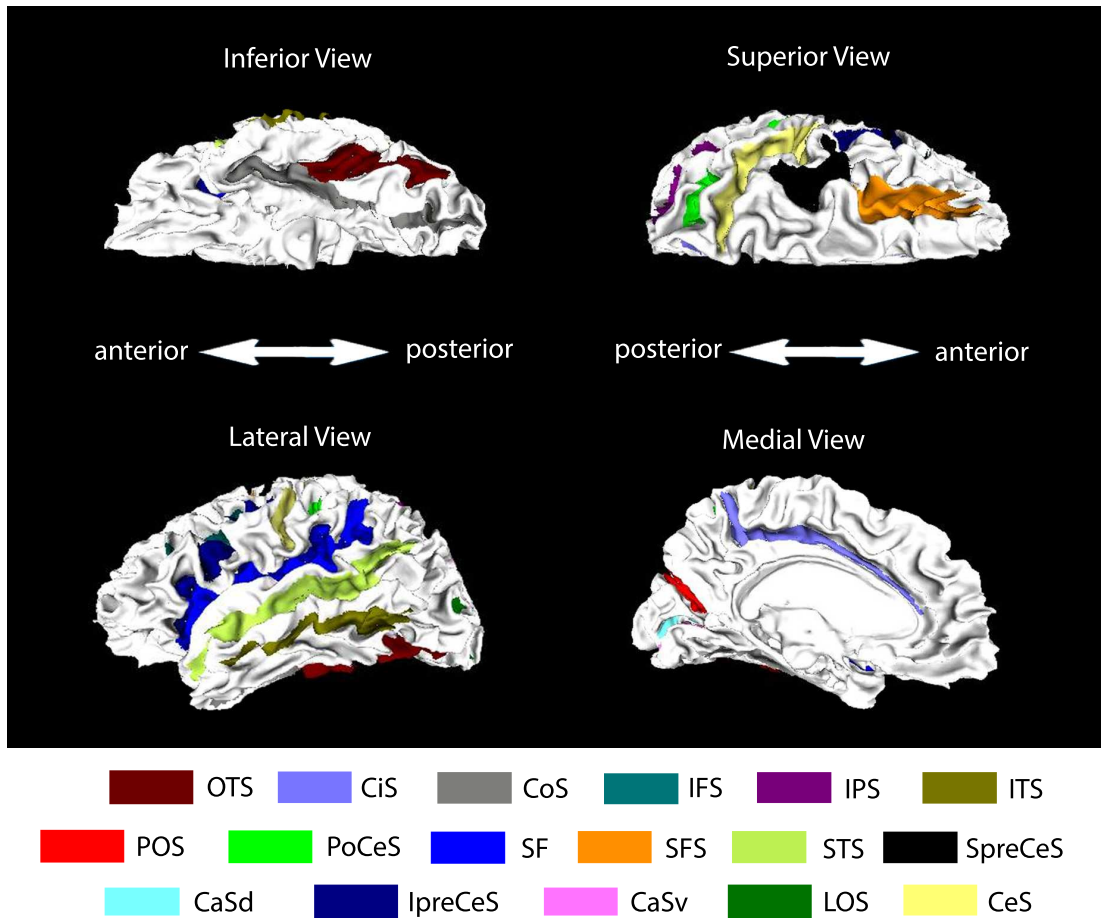 Inferior View
Superior View
anterior
posterior
posterior
anterior
Lateral View
Medial View
OTS CiS CoS IFS IPS ITS
POS PoCeS SF SFS STS SpreCeS
CaSd IpreCeS CaSv LOS CeS